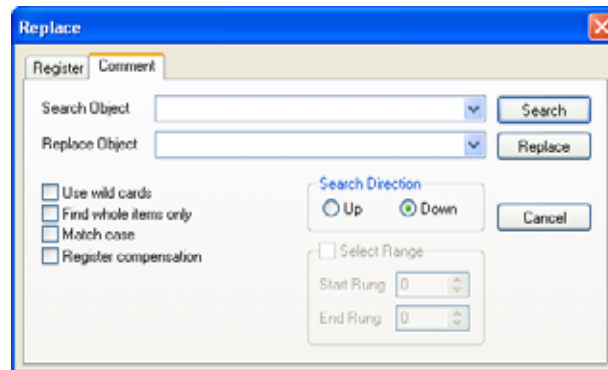 Replace
Register Comment
Search Object
Search
Replace Object
Replace
Use wild cards
Find whole items only
Match case
Register compensation
Search Direction
Up Down
Cancel
Select Range
Start Rung 0
End Rung 0